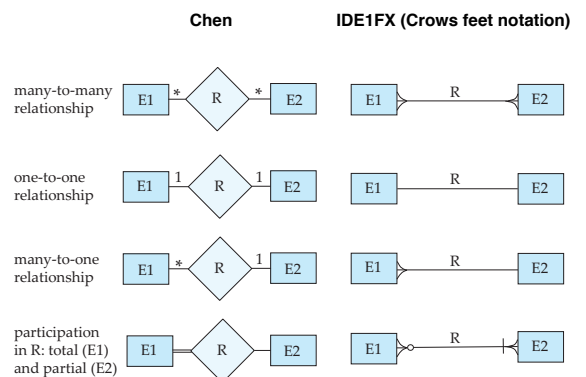 Chen IDE1FX (Crows feet notation)
many-to-many
relationship
E1 * R * E2 E1 R E2
one-to-one
relationship
E1 1 R 1 E2 E1 R E2
many-to-one
relationship
E1 * R 1 E2 E1 R E2
participation
in R: total (E1)
and partial (E2)
E1 R E2 E1 R E2